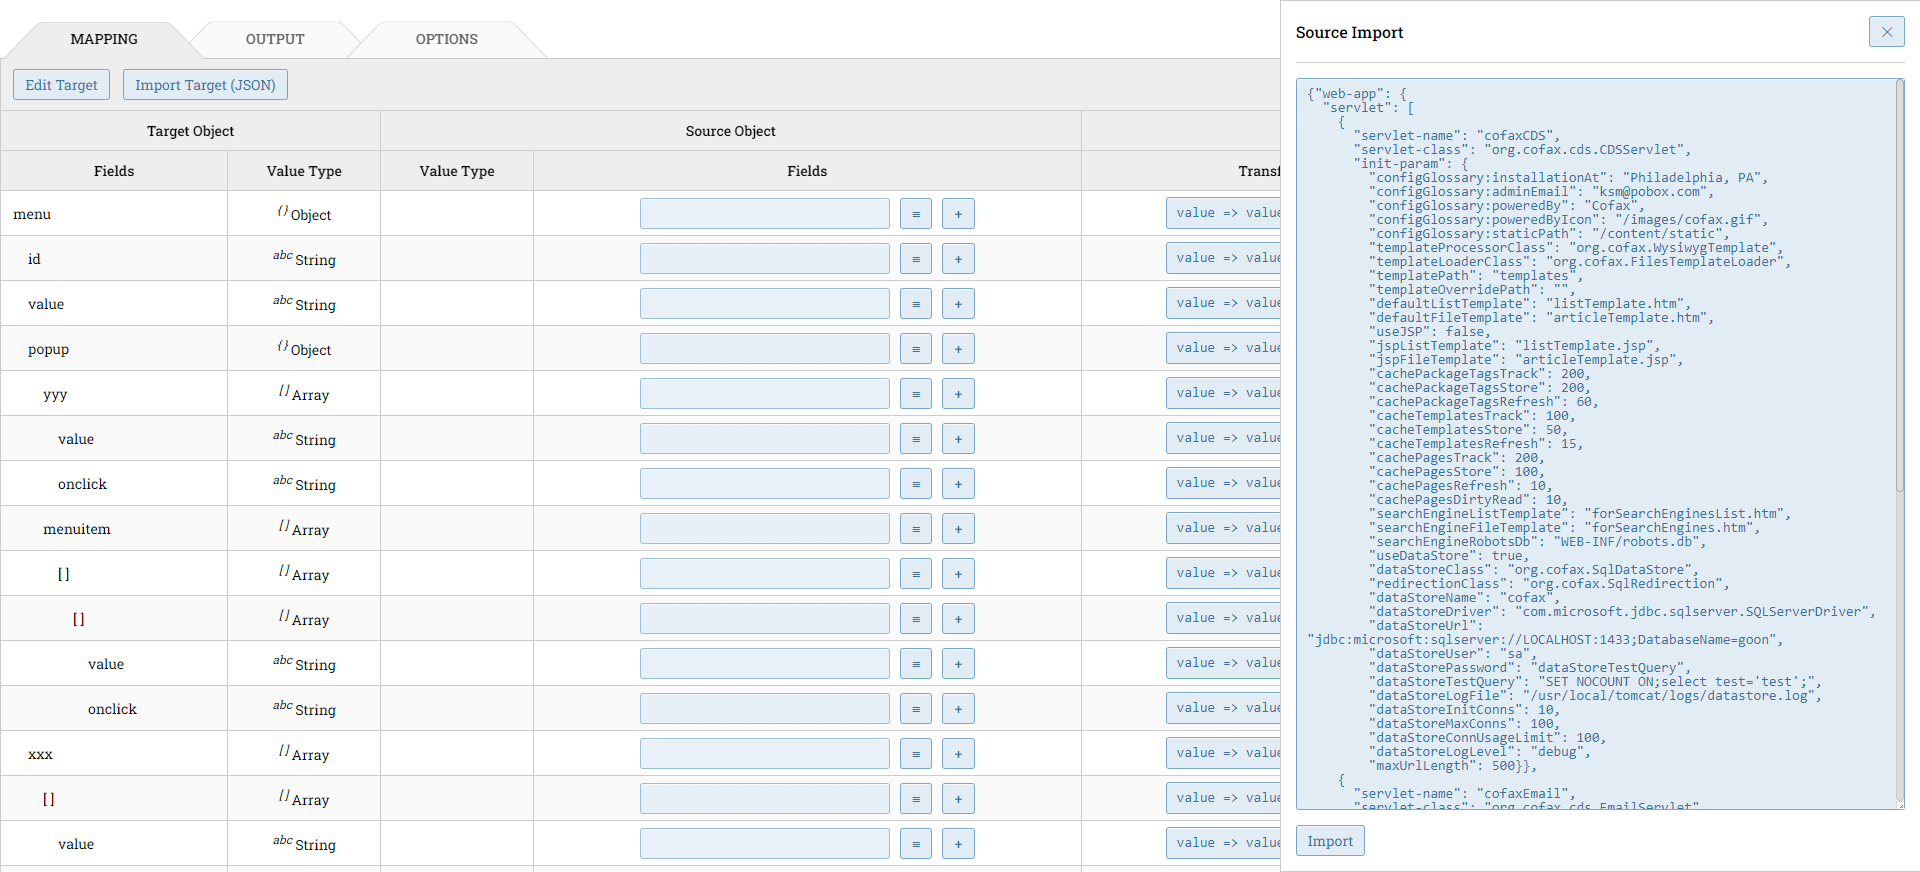 MAPPING
OUTPUT
OPTIONS
Edit Target
Import Target (JSON)
Target Object
Source Object
Fields
Value Type
Value Type
Fields
Transf
menu
{} Object
≡
+
value => value
id
abc String
≡
+
value => value
value
abc String
≡
+
value => value
popup
{} Object
≡
+
value => value
yyy
[] Array
≡
+
value => value
value
abc String
≡
+
value => value
onclick
abc String
≡
+
value => value
menuitem
[] Array
≡
+
value => value
[]
[] Array
≡
+
value => value
[]
[] Array
≡
+
value => value
value
abc String
≡
+
value => value
onclick
abc String
≡
+
value => value
xxx
[] Array
≡
+
value => value
[]
[] Array
≡
+
value => value
value
abc String
≡
+
value => value
Source Import
×
{"web-app": {
"servlet": [
{
"servlet-name": "cofaxCDS",
"servlet-class": "org.cofax.cds.CDSServlet",
"init-param": {
"configGlossary:installationAt": "Philadelphia, PA",
"configGlossary:adminEmail": "ksm@pobox.com",
"configGlossary:poweredBy": "Cofax",
"configGlossary:poweredByIcon": "/images/cofax.gif",
"configGlossary:staticPath": "/content/static",
"templateProcessorClass": "org.cofax.WysiwygTemplate",
"templateLoaderClass": "org.cofax.FilesTemplateLoader",
"templatePath": "templates",
"templateOverridePath": "",
"defaultListTemplate": "listTemplate.htm",
"defaultFileTemplate": "articleTemplate.htm",
"useJSP": false,
"jspListTemplate": "listTemplate.jsp",
"jspFileTemplate": "articleTemplate.jsp",
"cachePackageTagsTrack": 200,
"cachePackageTagsStore": 200,
"cachePackageTagsRefresh": 60,
"cacheTemplatesTrack": 100,
"cacheTemplatesStore": 50,
"cacheTemplatesRefresh": 15,
"cachePagesTrack": 200,
"cachePagesStore": 100,
"cachePagesRefresh": 10,
"cachePagesDirtyRead": 10,
"searchEngineListTemplate": "forSearchEnginesList.htm",
"searchEngineFileTemplate": "forSearchEngines.htm",
"searchEngineRobotsDb": "WEB-INF/robots.db",
"useDataStore": true,
"dataStoreClass": "org.cofax.SqlDataStore",
"redirectionClass": "org.cofax.SqlRedirection",
"dataStoreName": "cofax",
"dataStoreDriver": "com.microsoft.jdbc.sqlserver.SQLServerDriver",
"dataStoreUrl":
"jdbc:microsoft:sqlserver://LOCALHOST:1433;DatabaseName=goon",
"dataStoreUser": "sa",
"dataStorePassword": "dataStoreTestQuery",
"dataStoreTestQuery": "SET NOCOUNT ON;select test='test';",
"dataStoreLogFile": "/usr/local/tomcat/logs/datastore.log",
"dataStoreInitConns": 10,
"dataStoreMaxConns": 100,
"dataStoreConnUsageLimit": 100,
"dataStoreLogLevel": "debug",
"maxUrlLength": 500}},
{
"servlet-name": "cofaxEmail",
"servlet-class": "org.cofax.cds.EmailServlet"
Import